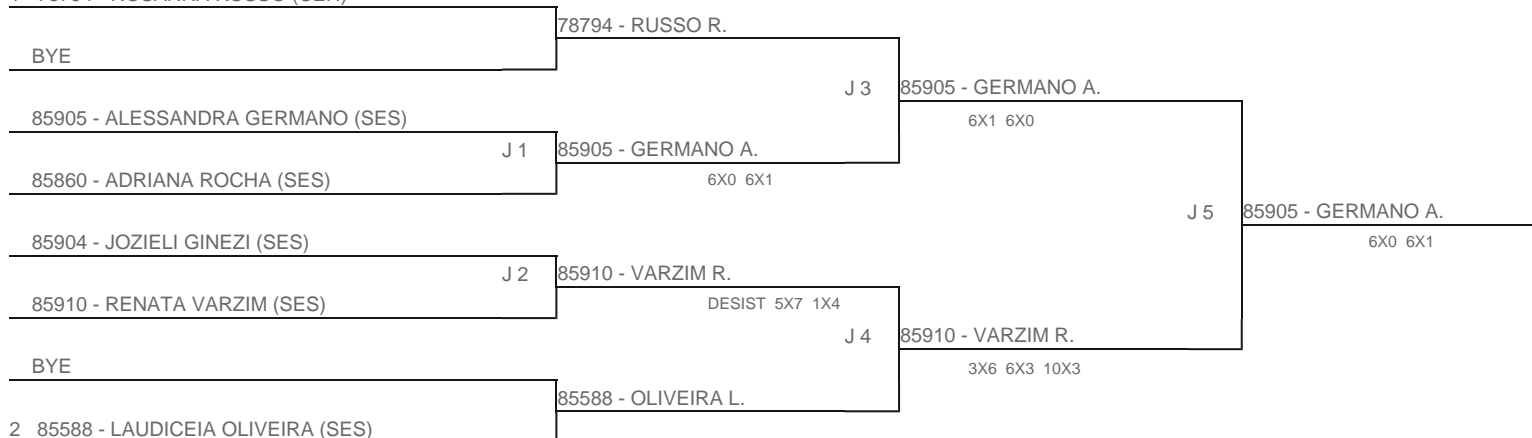 78794 - RUSSO R.
BYE
J 3
85905 - GERMANO A.
6X1 6X0
85905 - ALESSANDRA GERMANO (SES)
J 1
85905 - GERMANO A.
6X0 6X1
85860 - ADRIANA ROCHA (SES)
J 5
85905 - GERMANO A.
6X0 6X1
85904 - JOZIELI GINEZI (SES)
J 2
85910 - VARZIM R.
DESIST 5X7 1X4
85910 - RENATA VARZIM (SES)
J 4
85910 - VARZIM R.
3X6 6X3 10X3
BYE
85588 - OLIVEIRA L.
2 85588 - LAUDICEIA OLIVEIRA (SES)